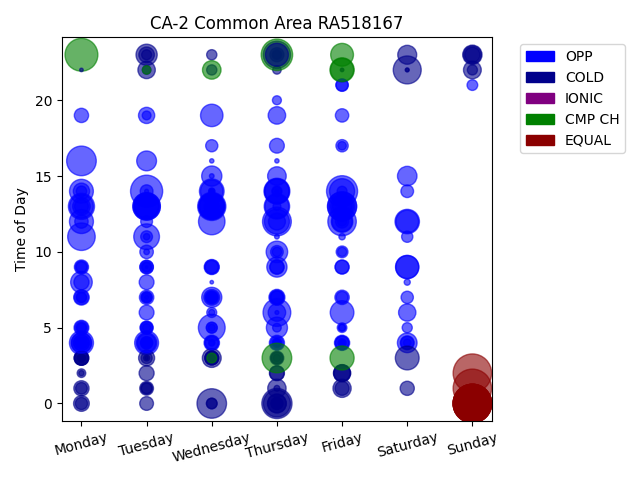 CA-2 Common Area RA518167
OPP
COLD
IONIC
CMP CH
EQUAL
Time of Day
20
15
10
5
0
Monday Tuesday Wednesday Thursday Friday Saturday Sunday